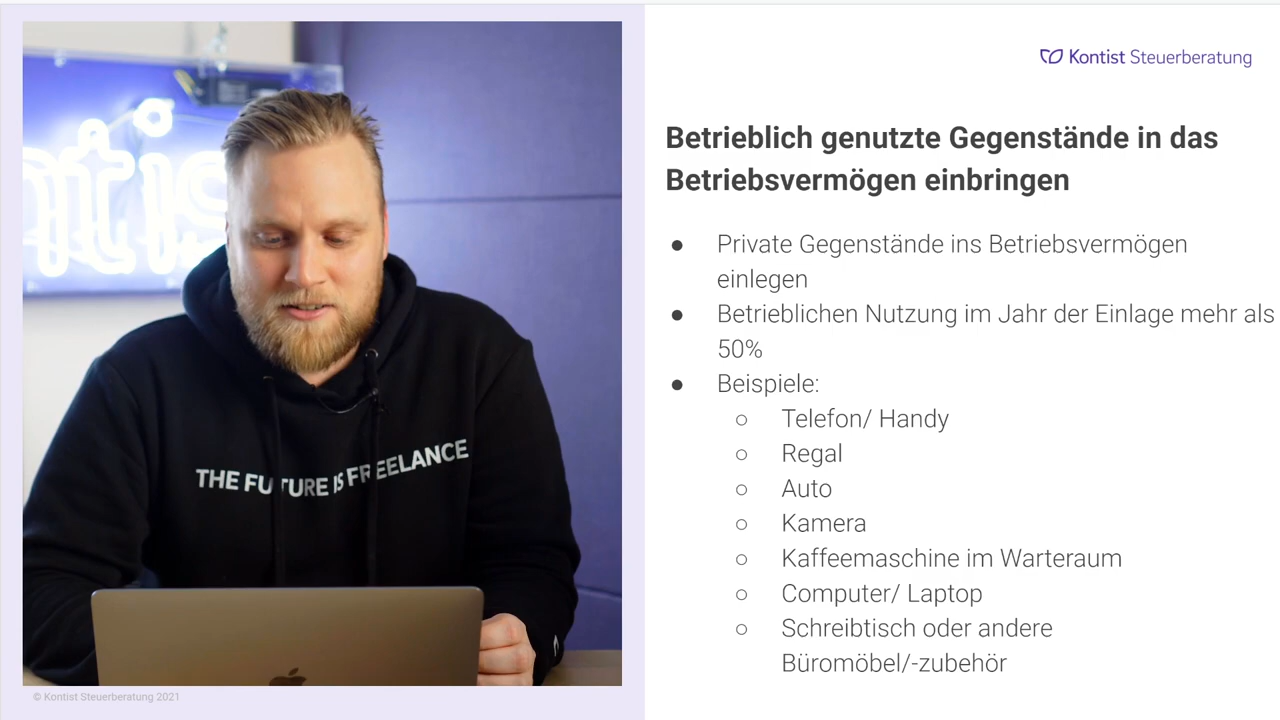 ntis
THE FUTURE IS FREELANCE
© Kontist Steuerberatung 2021
Kontist Steuerberatung
Betrieblich genutzte Gegenstände in das
Betriebsvermögen einbringen
● Private Gegenstände ins Betriebsvermögen
einlegen
● Betrieblichen Nutzung im Jahr der Einlage mehr als
50%
● Beispiele:
○ Telefon/ Handy
○ Regal
○ Auto
○ Kamera
○ Kaffeemaschine im Warteraum
○ Computer/ Laptop
○ Schreibtisch oder andere
Büromöbel/-zubehör